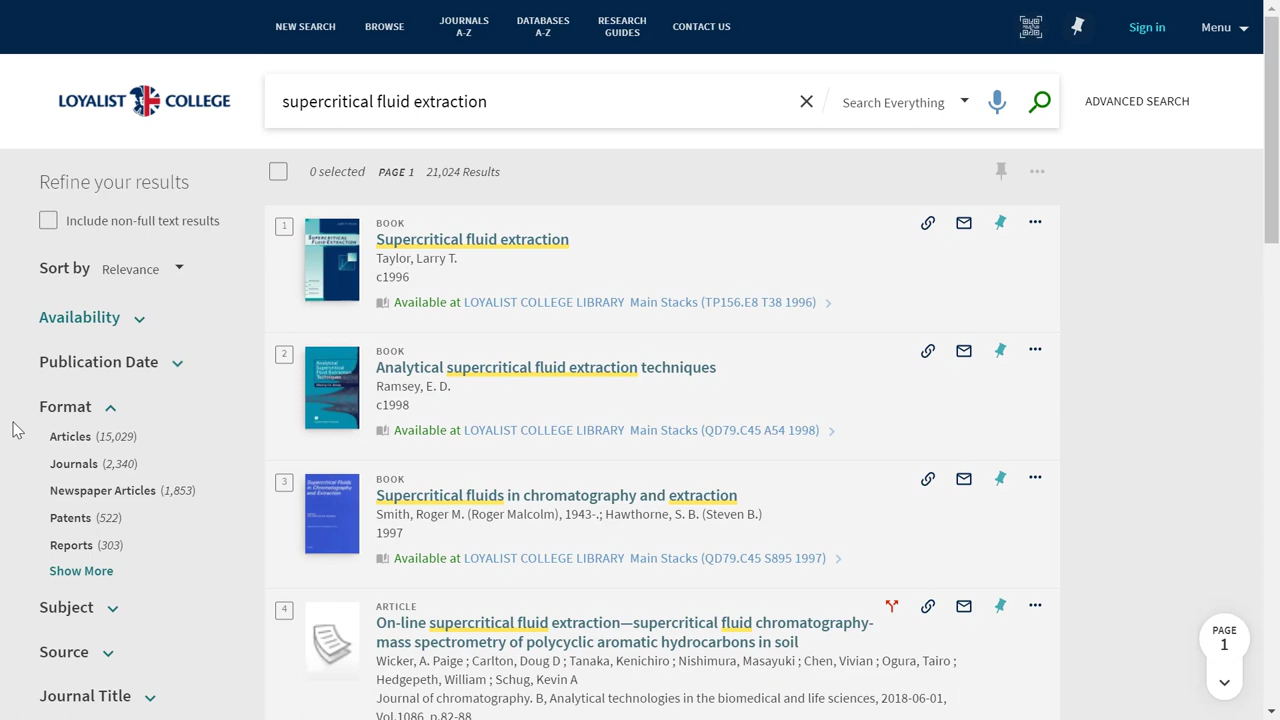 NEW SEARCH
BROWSE
JOURNALS
A-Z
DATABASES
A-Z
RESEARCH
GUIDES
CONTACT US
Sign in
Menu
LOYALIST COLLEGE
supercritical fluid extraction
Search Everything
ADVANCED SEARCH
Refine your results
Include non-full text results
Sort by Relevance
Availability
Publication Date
Format
Articles (15,029)
Journals (2,340)
Newspaper Articles (1,853)
Patents (522)
Reports (303)
Show More
Subject
Source
Journal Title
0 selected PAGE 1 21,024 Results
1
BOOK
Supercritical fluid extraction
Taylor, Larry T.
c1996
Available at LOYALIST COLLEGE LIBRARY Main Stacks (TP156.E8 T38 1996)
2
BOOK
Analytical supercritical fluid extraction techniques
Ramsey, E. D.
c1998
Available at LOYALIST COLLEGE LIBRARY Main Stacks (QD79.C45 A54 1998)
3
BOOK
Supercritical fluids in chromatography and extraction
Smith, Roger M. (Roger Malcolm), 1943-.; Hawthorne, S. B. (Steven B.)
1997
Available at LOYALIST COLLEGE LIBRARY Main Stacks (QD79.C45 S895 1997)
4
ARTICLE
On-line supercritical fluid extraction—supercritical fluid chromatography-
mass spectrometry of polycyclic aromatic hydrocarbons in soil
Wicker, A. Paige ; Carlton, Doug D ; Tanaka, Kenichiro ; Nishimura, Masayuki ; Chen, Vivian ; Ogura, Tairo ;
Hedgepeth, William ; Schug, Kevin A
Journal of chromatography. B, Analytical technologies in the biomedical and life sciences, 2018-06-01,
Vol.1086, p.82-88
PAGE
1